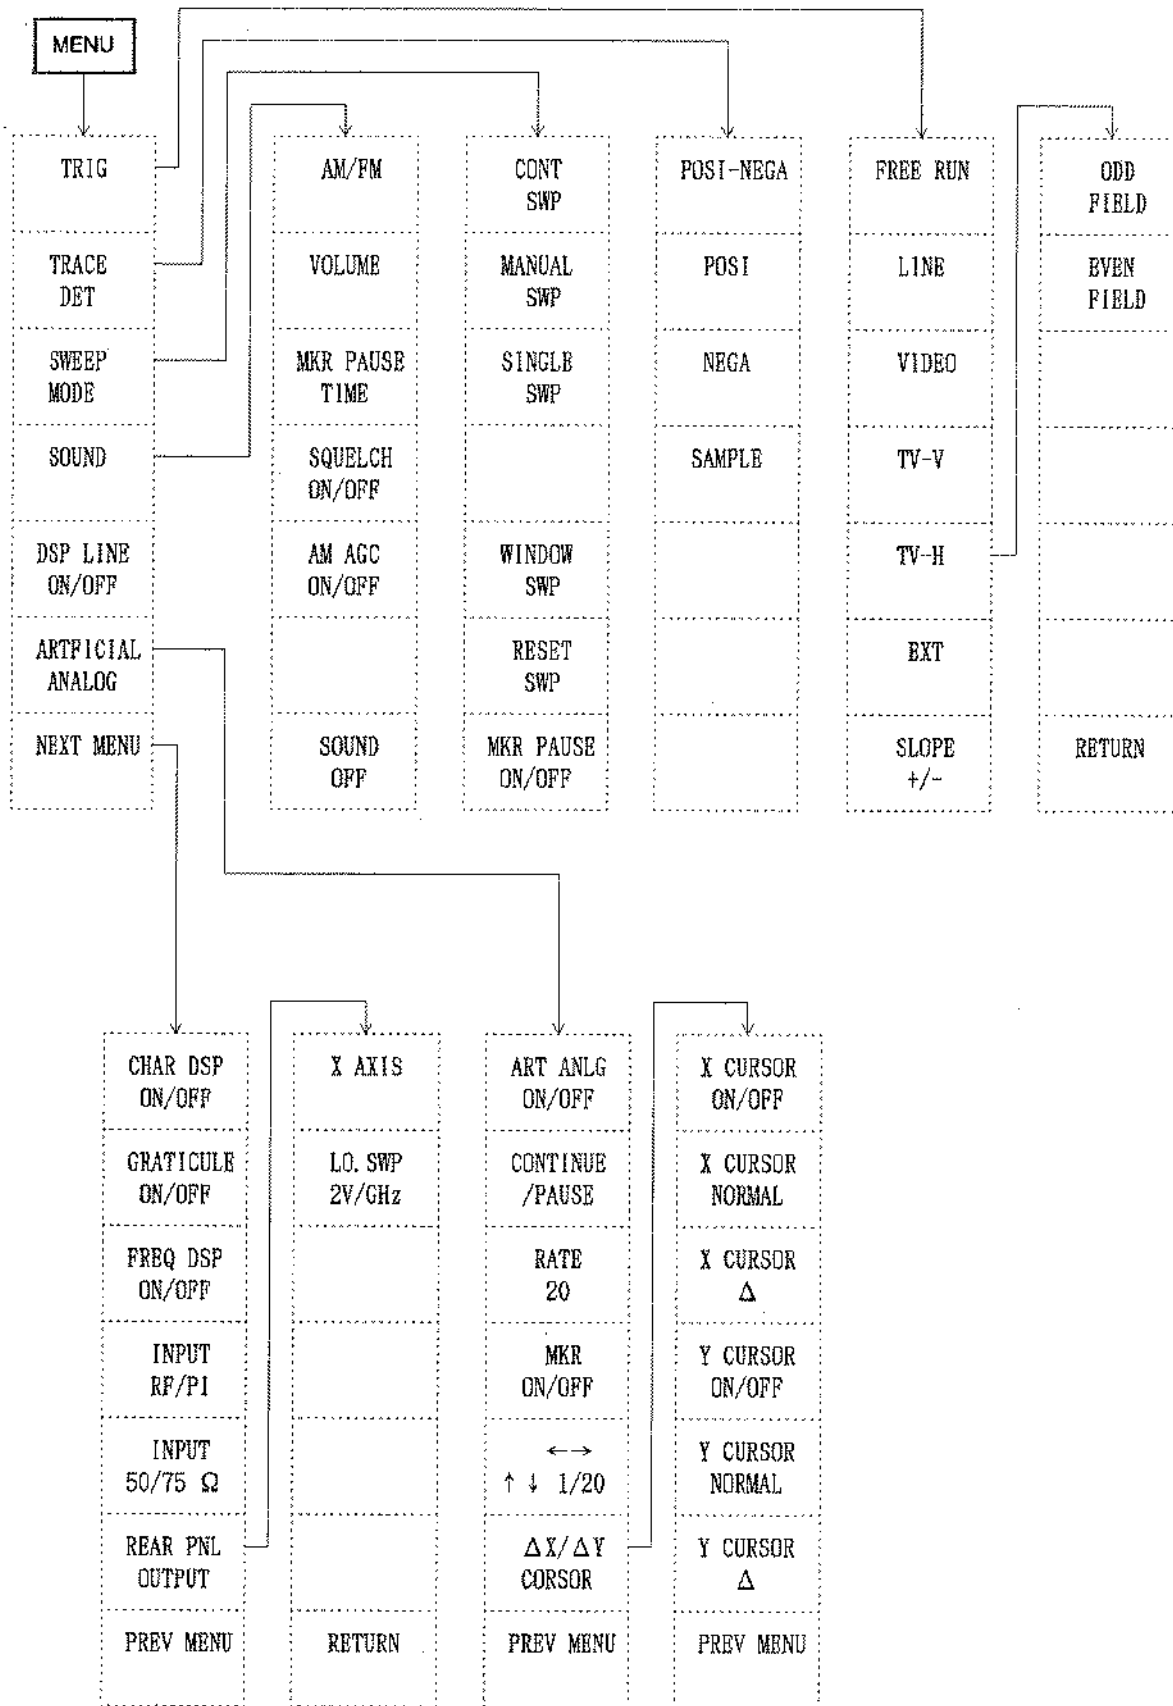 MENU
TRIG
TRACE
DET
SWEEP
MODE
SOUND
DSP LINE
ON/OFF
ARTFICIAL
ANALOG
NEXT MENU
AM/FM
VOLUME
MKR PAUSE
TIME
SQUELCH
ON/OFF
AM AGC
ON/OFF
SOUND
OFF
CONT
SWP
MANUAL
SWP
SINGLE
SWP
WINDOW
SWP
RESET
SWP
MKR PAUSE
ON/OFF
POSI-NEGA
POSI
NEGA
SAMPLE
FREE RUN
LINE
VIDEO
TV-V
TV-H
EXT
SLOPE
+/-
ODD
FIELD
EVEN
FIELD
RETURN
CHAR DSP
ON/OFF
GRATICULE
ON/OFF
FREQ DSP
ON/OFF
INPUT
RF/PI
INPUT
50/75 Ω
REAR PNL
OUTPUT
PREV MENU
X AXIS
LO. SWP
2V/GHz
RETURN
ART ANLG
ON/OFF
CONTINUE
/PAUSE
RATE
20
MKR
ON/OFF
←→
↑ ↓ 1/20
ΔX/ΔY
CORSOR
PREV MENU
X CURSOR
ON/OFF
X CURSOR
NORMAL
X CURSOR
Δ
Y CURSOR
ON/OFF
Y CURSOR
NORMAL
Y CURSOR
Δ
PREV MENU